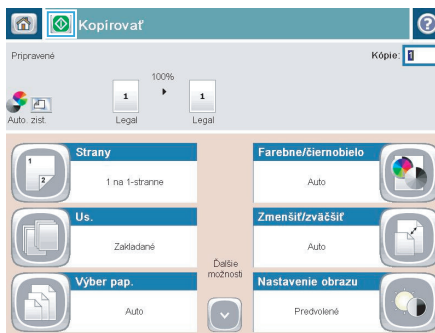 Kopírovať
Pripravené
Kópie: 1
100%
1
1
Auto. zist.
Legal
Legal
Strany
1 na 1-stranne
Farebne/čiernobielo
Auto
Us.
Zakladané
Zmenšiť/zväčšiť
Auto
Ďalšie
možnosti
Výber pap.
Auto
Nastavenie obrazu
Predvolené